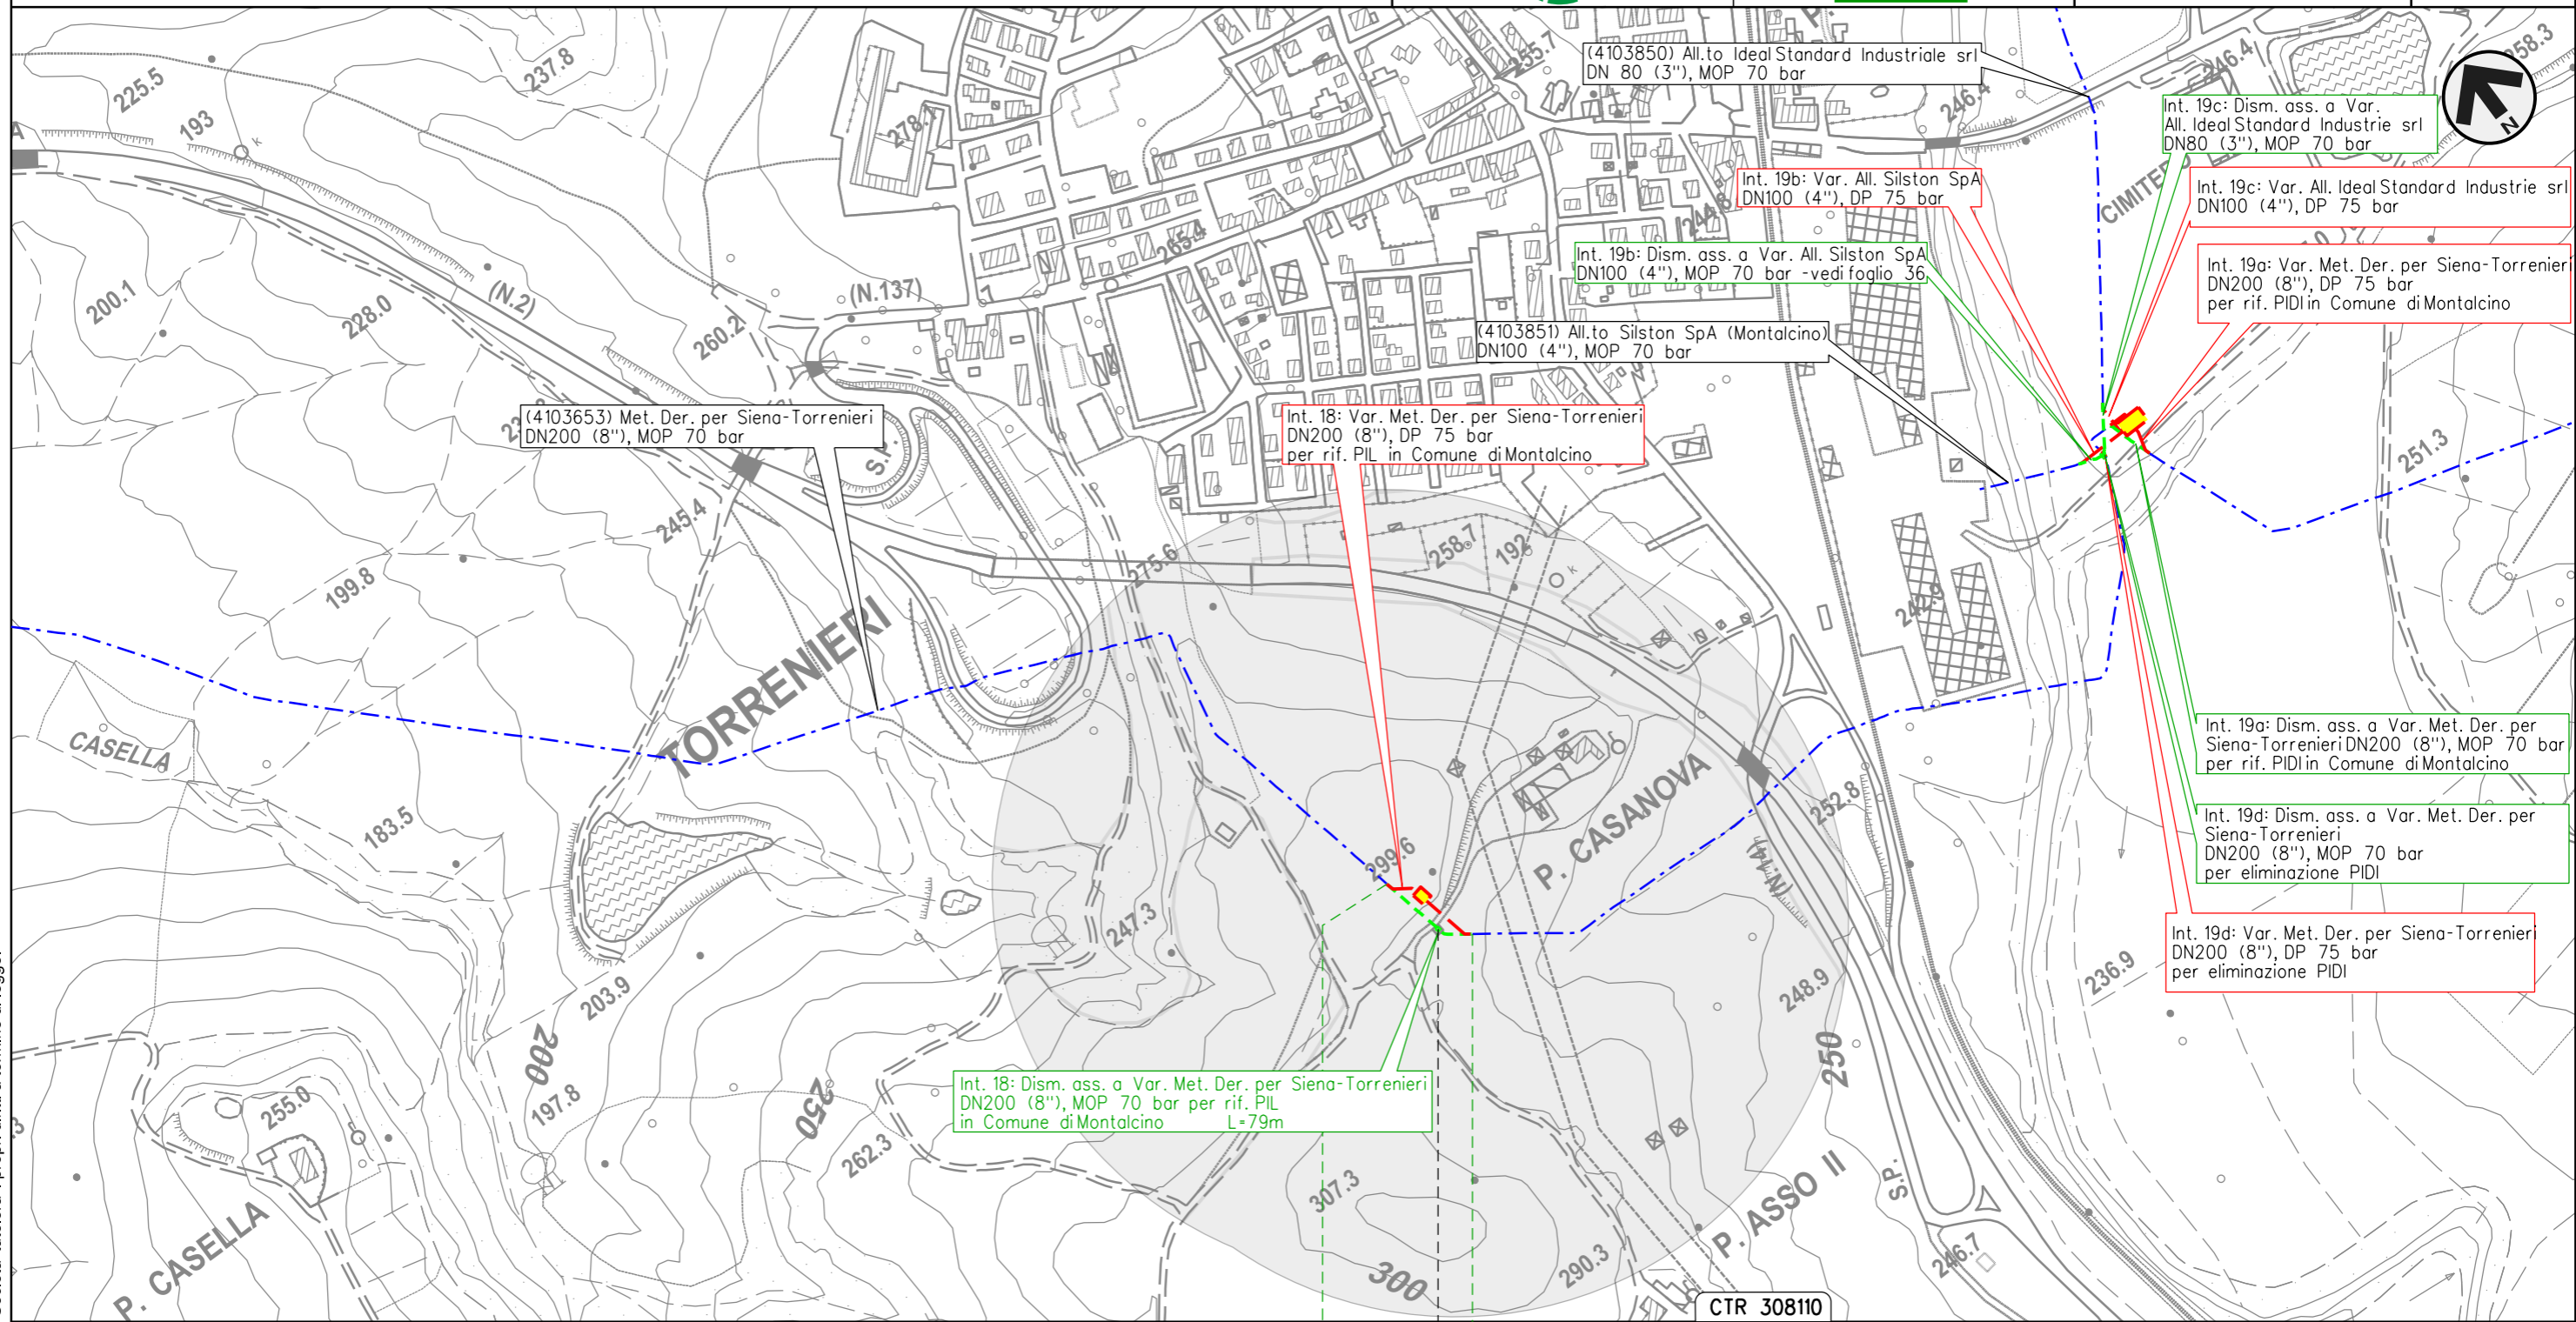 (4103850) All.to Ideal Standard Industriale srl
DN 80 (3"), MOP 70 bar
Int. 19c: Dism. ass. a Var.
All. Ideal Standard Industrie srl
DN80 (3"), MOP 70 bar
N
Int. 19b: Var. All. Silston SpA
DN100 (4"), DP 75 bar
Int. 19c: Var. All. Ideal Standard Industrie srl
DN100 (4"), DP 75 bar
Int. 19b: Dism. ass. a Var. All. Silston SpA
DN100 (4"), MOP 70 bar -vedi foglio 36
Int. 19a: Var. Met. Der. per Siena-Torrenieri
DN200 (8"), DP 75 bar
per rif. PIDI in Comune di Montalcino
(4103851) All.to Silston SpA (Montalcino)
DN100 (4"), MOP 70 bar
(4103653) Met. Der. per Siena-Torrenieri
DN200 (8"), MOP 70 bar
Int. 18: Var. Met. Der. per Siena-Torrenieri
DN200 (8"), DP 75 bar
per rif. PIL in Comune di Montalcino
Int. 19a: Dism. ass. a Var. Met. Der. per
Siena-Torrenieri DN200 (8"), MOP 70 bar
per rif. PIDI in Comune di Montalcino
Int. 19d: Dism. ass. a Var. Met. Der. per
Siena-Torrenieri
DN200 (8"), MOP 70 bar
per eliminazione PIDI
Int. 19d: Var. Met. Der. per Siena-Torrenieri
DN200 (8"), DP 75 bar
per eliminazione PIDI
Int. 18: Dism. ass. a Var. Met. Der. per Siena-Torrenieri
DN200 (8"), MOP 70 bar per rif. PIL
in Comune di Montalcino L=79m
225.5
193
k
237.8
278.1
255.7
246.4
246.4
258.3
200.1
228.0
(N.2)
260.2
(N.137)
k
265.4
244.8
251.3
S.P.
245.4
199.8
275.6
258.7
192
k
242.9
TORRENIERI
CASELLA
183.5
299.6
P. CASANOVA
252.8
(N.14)
247.3
203.9
248.9
236.9
200
197.8
250
262.3
250
255.0
307.3
300
290.3
P. CASELLA
P. ASSO II
S.P.
246.7
CTR 308110